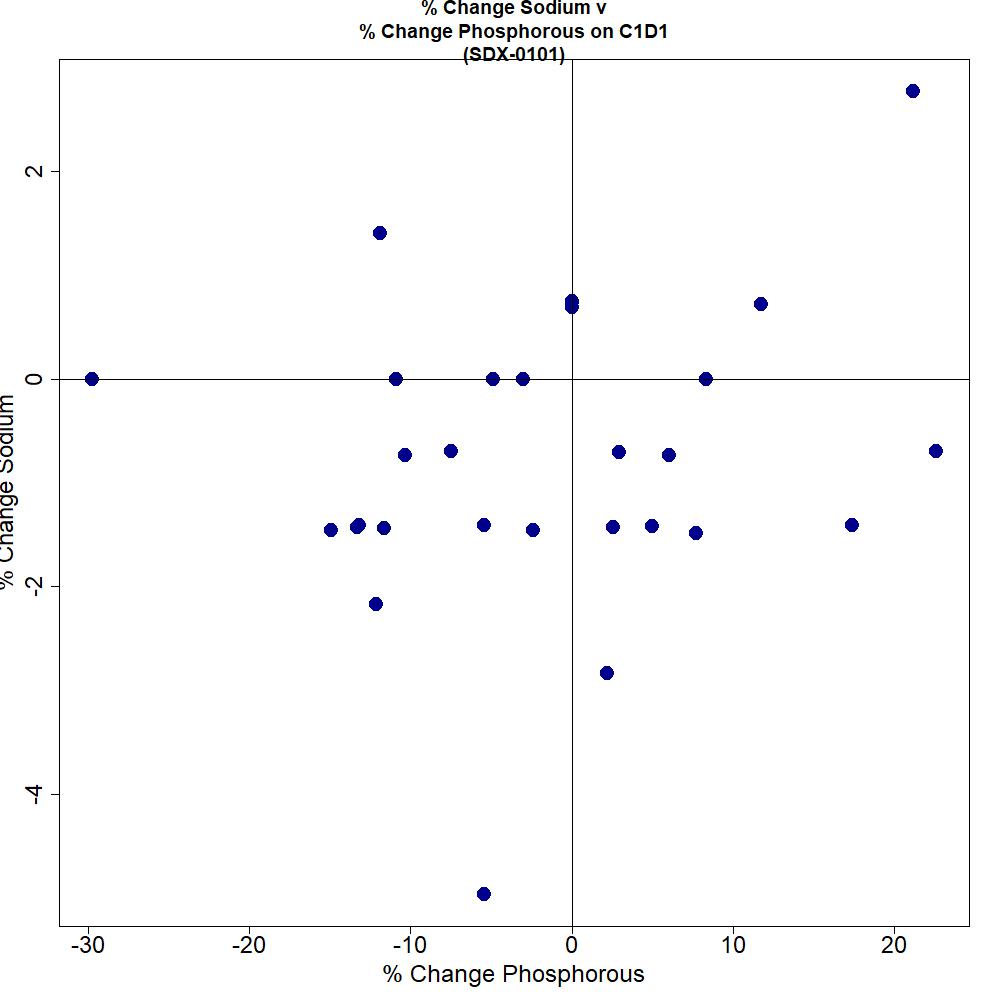 % Change Sodium v
% Change Phosphorous on C1D1
(SDX-0101)
% Change Sodium
2
0
-2
-4
-30
-20
-10
0
10
20
% Change Phosphorous